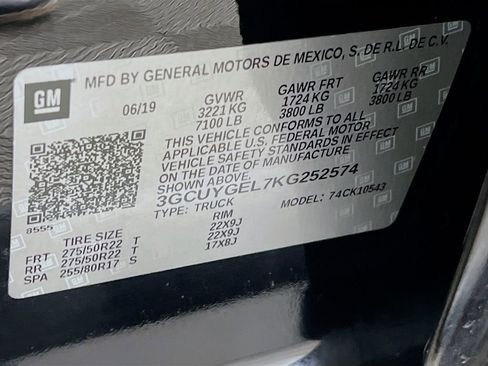 GM
MFD BY GENERAL MOTORS DE MEXICO, S. DE R.L. DE C.V.
06/19 GVWR GAWR FRT GAWR RR
3221 KG 1724 KG 1724 KG
7100 LB 3800 LB 3800 LB
THIS VEHICLE CONFORMS TO ALL
APPLICABLE U.S. FEDERAL MOTOR
VEHICLE SAFETY STANDARDS IN EFFECT
ON THE DATE OF MANUFACTURE
SHOWN ABOVE.
3GCUYGEL7KG252574
TYPE: TRUCK MODEL: 74CK10543
8555
TIRE SIZE RIM
FRT 275/50R22 T 22X9J
RR 275/50R22 T 22X9J
SPA 255/80R17 S 17X8J